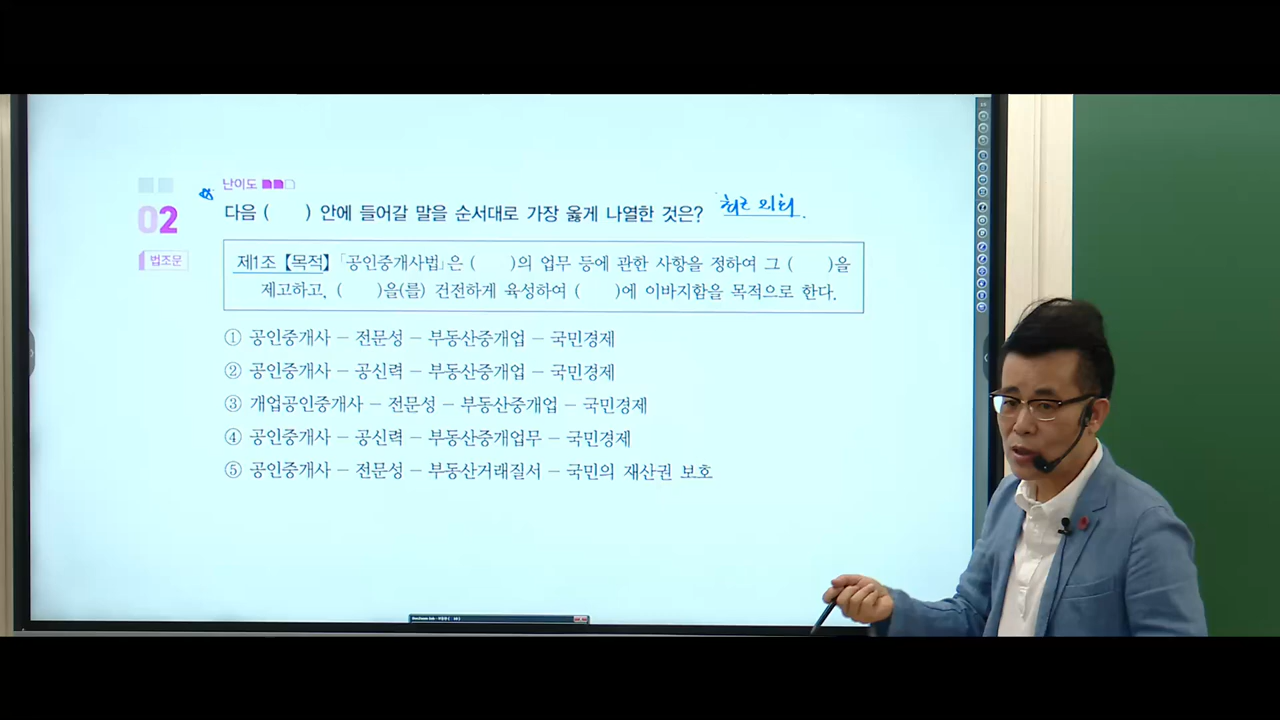 난이도
02 다음 ( ) 안에 들어갈 말을 순서대로 가장 옳게 나열한 것은?
법조문
제1조【목적】「공인중개사법」은 ( )의 업무 등에 관한 사항을 정하여 그 ( )을
제고하고, ( )을(를) 건전하게 육성하여 ( )에 이바지함을 목적으로 한다.
① 공인중개사 – 전문성 – 부동산중개업 – 국민경제
② 공인중개사 – 공신력 – 부동산중개업 – 국민경제
③ 개업공인중개사 – 전문성 – 부동산중개업 – 국민경제
④ 공인중개사 – 공신력 – 부동산중개업무 – 국민경제
⑤ 공인중개사 – 전문성 – 부동산거래질서 – 국민의 재산권 보호